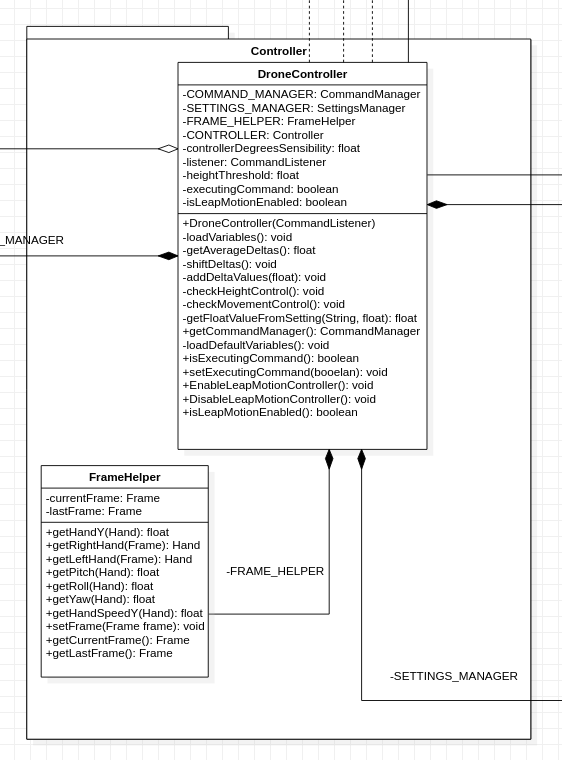 Controller
DroneController
-COMMAND_MANAGER: CommandManager
-SETTINGS_MANAGER: SettingsManager
-FRAME_HELPER: FrameHelper
-CONTROLLER: Controller
-controllerDegreesSensibility: float
-listener: CommandListener
-heightThreshold: float
-executingCommand: boolean
-isLeapMotionEnabled: boolean
+DroneController(CommandListener)
-loadVariables(): void
-getAverageDeltas(): float
-shiftDeltas(): void
-addDeltaValues(float): void
-checkHeightControl(): void
-checkMovementControl(): void
-getFloatValueFromSetting(String, float): float
+getCommandManager(): CommandManager
-loadDefaultVariables(): void
+isExecutingCommand(): boolean
+setExecutingCommand(booelan): void
+EnableLeapMotionController(): void
+DisableLeapMotionController(): void
+isLeapMotionEnabled(): boolean
_MANAGER
FrameHelper
-currentFrame: Frame
-lastFrame: Frame
+getHandY(Hand): float
+getRightHand(Frame): Hand
+getLeftHand(Frame): Hand
+getPitch(Hand): float
+getRoll(Hand): float
+getYaw(Hand): float
+getHandSpeedY(Hand): float
+setFrame(Frame frame): void
+getCurrentFrame(): Frame
+getLastFrame(): Frame
-FRAME_HELPER
-SETTINGS_MANAGER